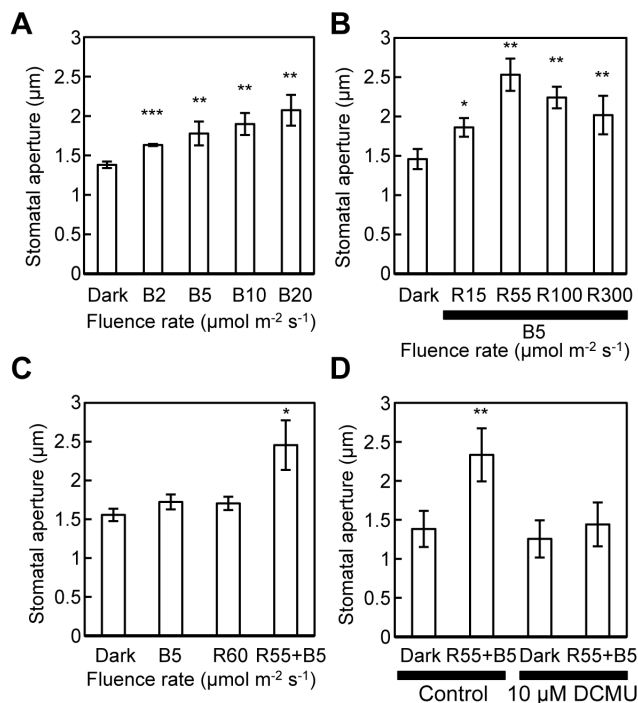 A
3
2.5
2
1.5
1
0.5
0
Stomatal aperture (µm)
***
**
**
**
Dark B2 B5 B10 B20
Fluence rate (µmol m⁻² s⁻¹)
B
3
2.5
2
1.5
1
0.5
0
Stomatal aperture (µm)
*
**
**
**
Dark R15 R55 R100 R300
B5
Fluence rate (µmol m⁻² s⁻¹)
C
3
2.5
2
1.5
1
0.5
0
Stomatal aperture (µm)
*
Dark B5 R60 R55+B5
Fluence rate (µmol m⁻² s⁻¹)
D
3
2.5
2
1.5
1
0.5
0
Stomatal aperture (µm)
**
Dark R55+B5 Dark R55+B5
Control 10 µM DCMU